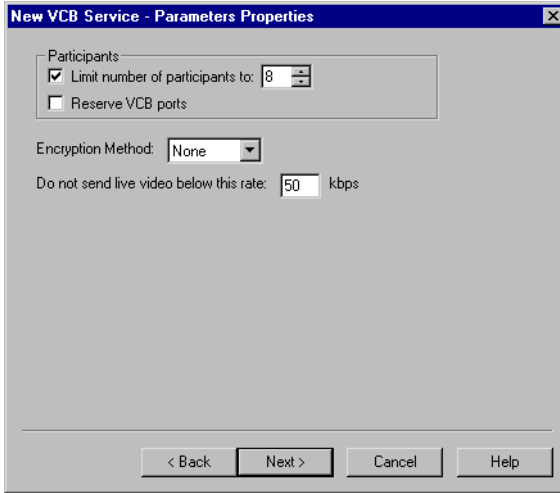 New VCB Service - Parameters Properties
Participants
Limit number of participants to: 8
Reserve VCB ports
Encryption Method: None
Do not send live video below this rate: 50 kbps
< Back Next > Cancel Help